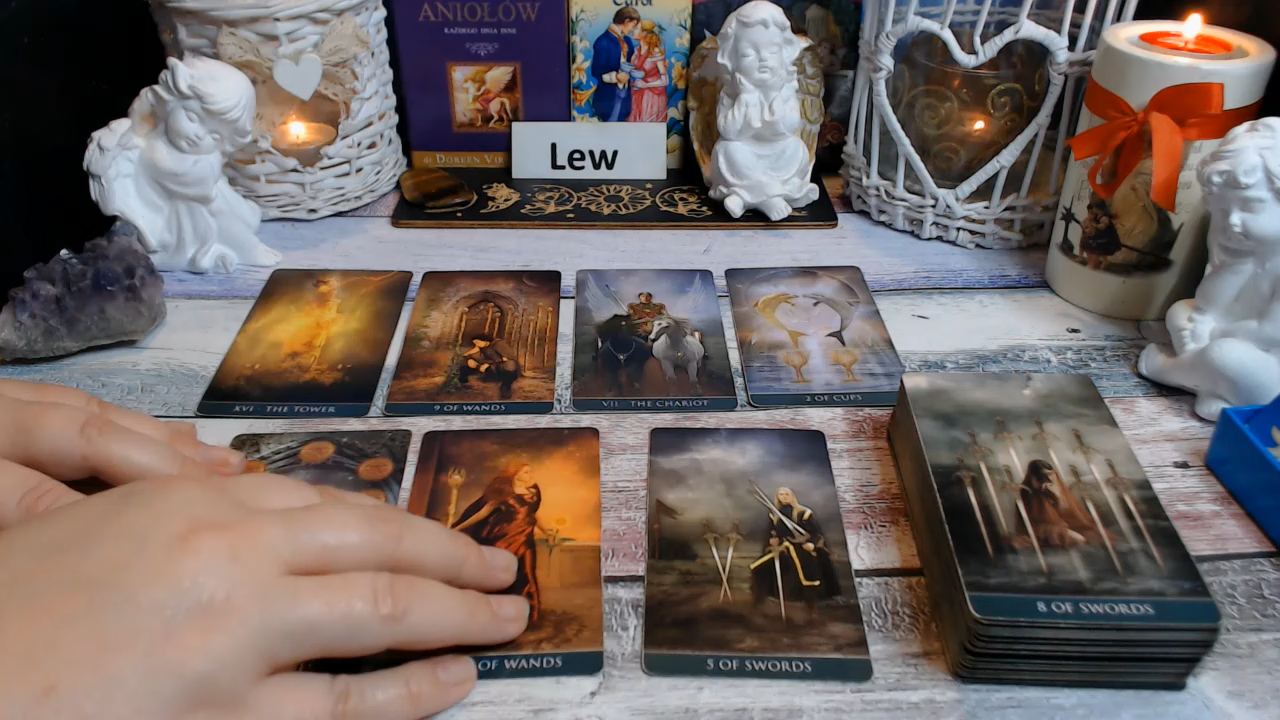 ANIOŁÓW
KAŻDEGO DNIA INNE
dr DOREEN VIR
Lew
XVI THE TOWER
9 OF WANDS
VII THE CHARIOT
2 OF CUPS
OF WANDS
5 OF SWORDS
8 OF SWORDS